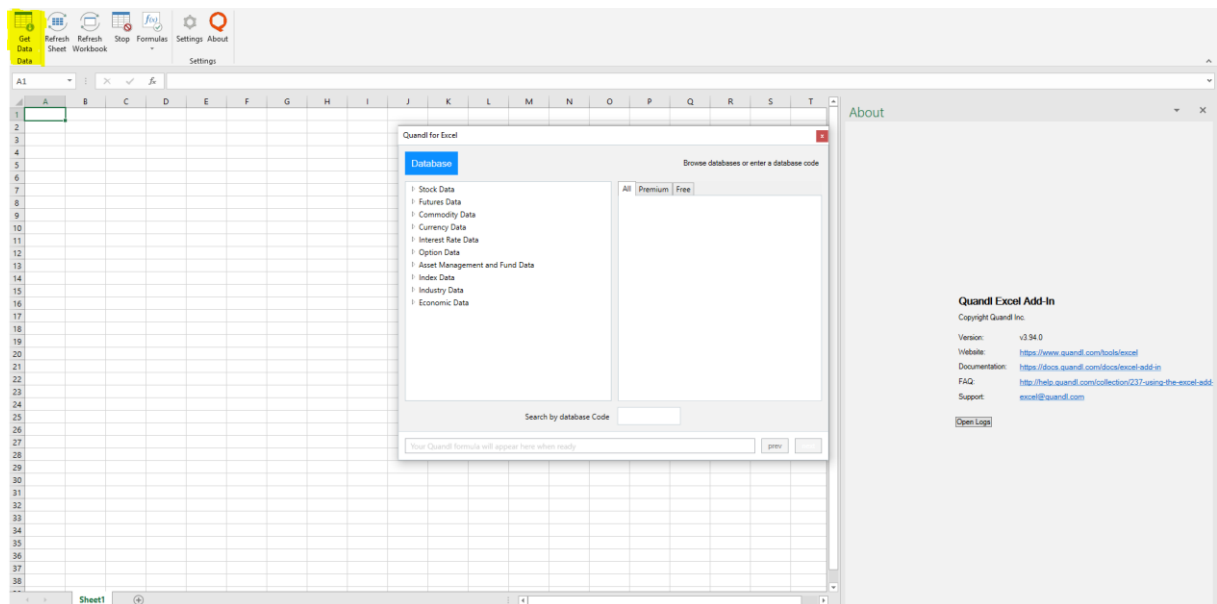 Get Data
Refresh Sheet
Refresh Workbook
Stop
Formulas
Settings
About
Data
Settings
A1
fx
A B C D E F G H I J K L M N O P Q R S T
1
2
3
4
5
6
7
8
9
10
11
12
13
14
15
16
17
18
19
20
21
22
23
24
25
26
27
28
29
30
31
32
33
34
35
36
37
38
Quandl for Excel
Database
Browse databases or enter a database code
Stock Data
Futures Data
Commodity Data
Currency Data
Interest Rate Data
Option Data
Asset Management and Fund Data
Index Data
Industry Data
Economic Data
All Premium Free
Search by database Code
Your Quandl formula will appear here when ready
prev
About
Quandl Excel Add-In
Copyright Quandl Inc.
Version: v3.94.0
Website: https://www.quandl.com/tools/excel
Documentation: https://docs.quandl.com/docs/excel-add-in
FAQ: http://help.quandl.com/collection/237-using-the-excel-add-
Support: excel@quandl.com
Open Logs
Sheet1